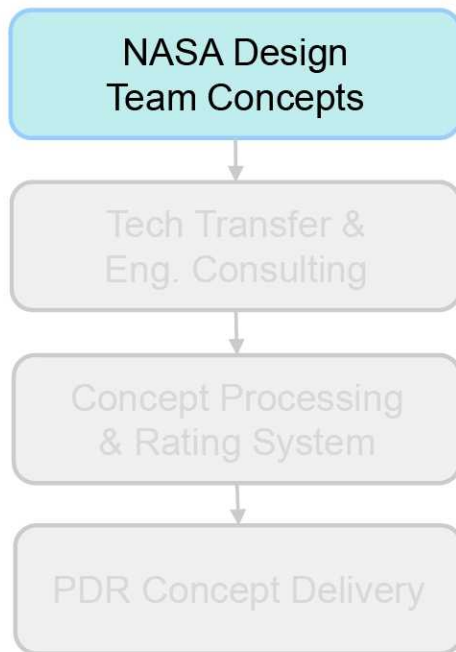 NASA Design
Team Concepts
Tech Transfer &
Eng. Consulting
Concept Processing
& Rating System
PDR Concept Delivery